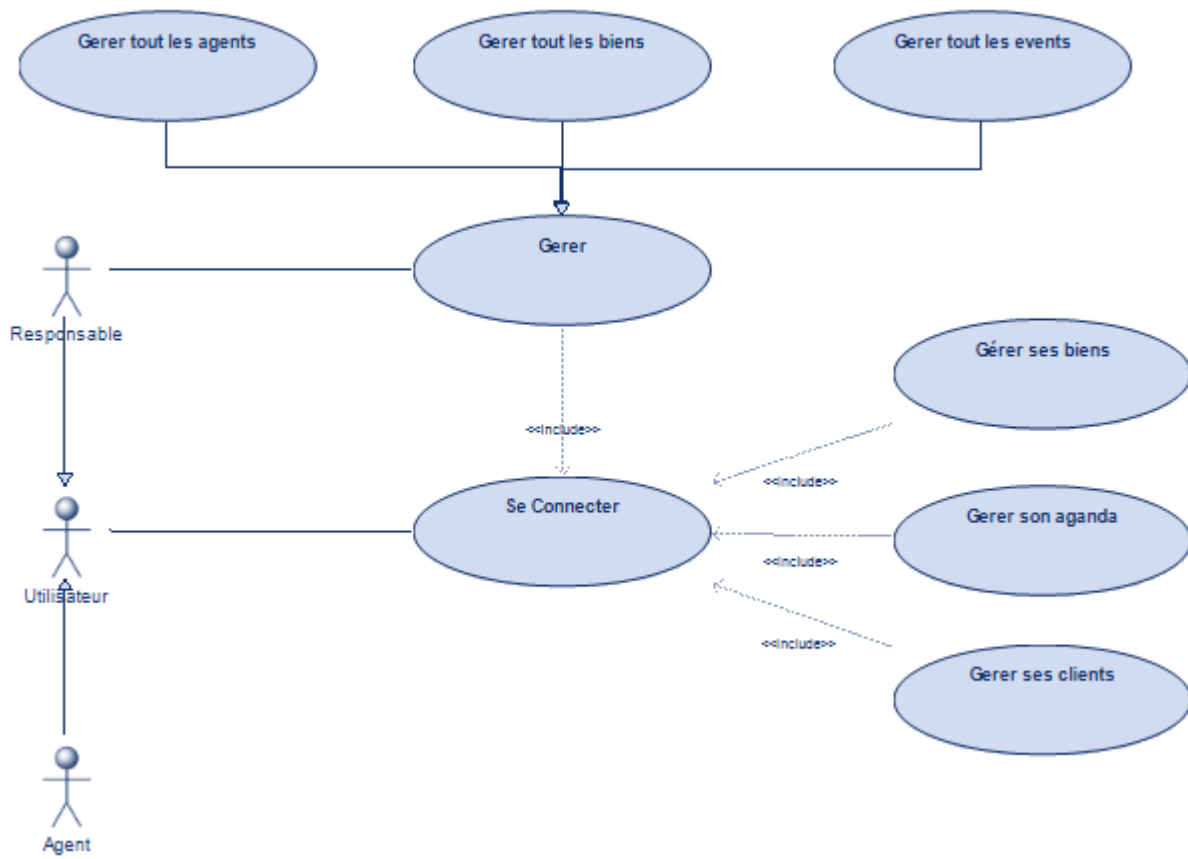 Gerer tout les agents
Gerer tout les biens
Gerer tout les events
Gerer
Responsable
Gérer ses biens
<<include>>
Se Connecter
<<include>>
Gerer son aganda
<<include>>
Utilisateur
<<include>>
Gerer ses clients
Agent